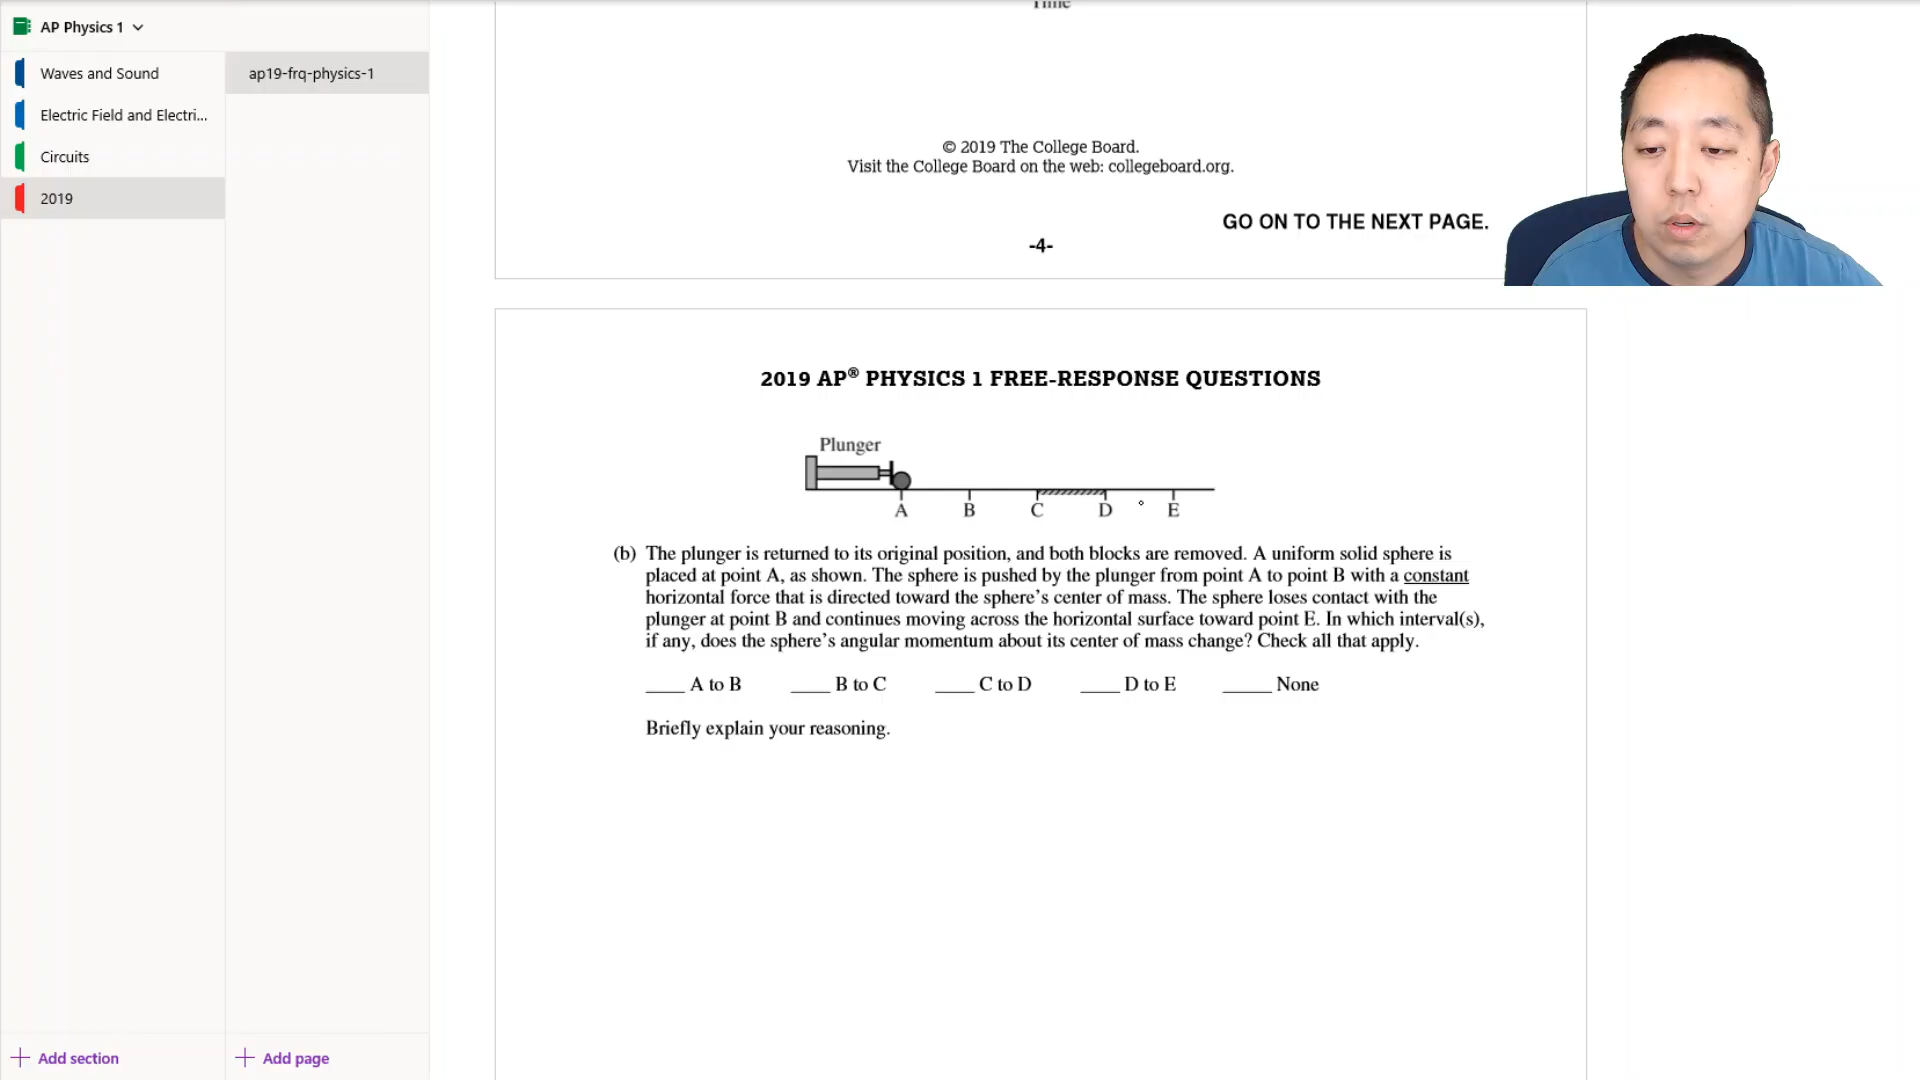 AP Physics 1
Waves and Sound
Electric Field and Electri...
Circuits
2019
Add section
ap19-frq-physics-1
Add page
Time
© 2019 The College Board.
Visit the College Board on the web: collegeboard.org.
GO ON TO THE NEXT PAGE.
-4-
2019 AP® PHYSICS 1 FREE-RESPONSE QUESTIONS
Plunger
A B C D E
(b) The plunger is returned to its original position, and both blocks are removed. A uniform solid sphere is
placed at point A, as shown. The sphere is pushed by the plunger from point A to point B with a constant
horizontal force that is directed toward the sphere's center of mass. The sphere loses contact with the
plunger at point B and continues moving across the horizontal surface toward point E. In which interval(s),
if any, does the sphere's angular momentum about its center of mass change? Check all that apply.
____ A to B ____ B to C ____ C to D ____ D to E _____ None
Briefly explain your reasoning.